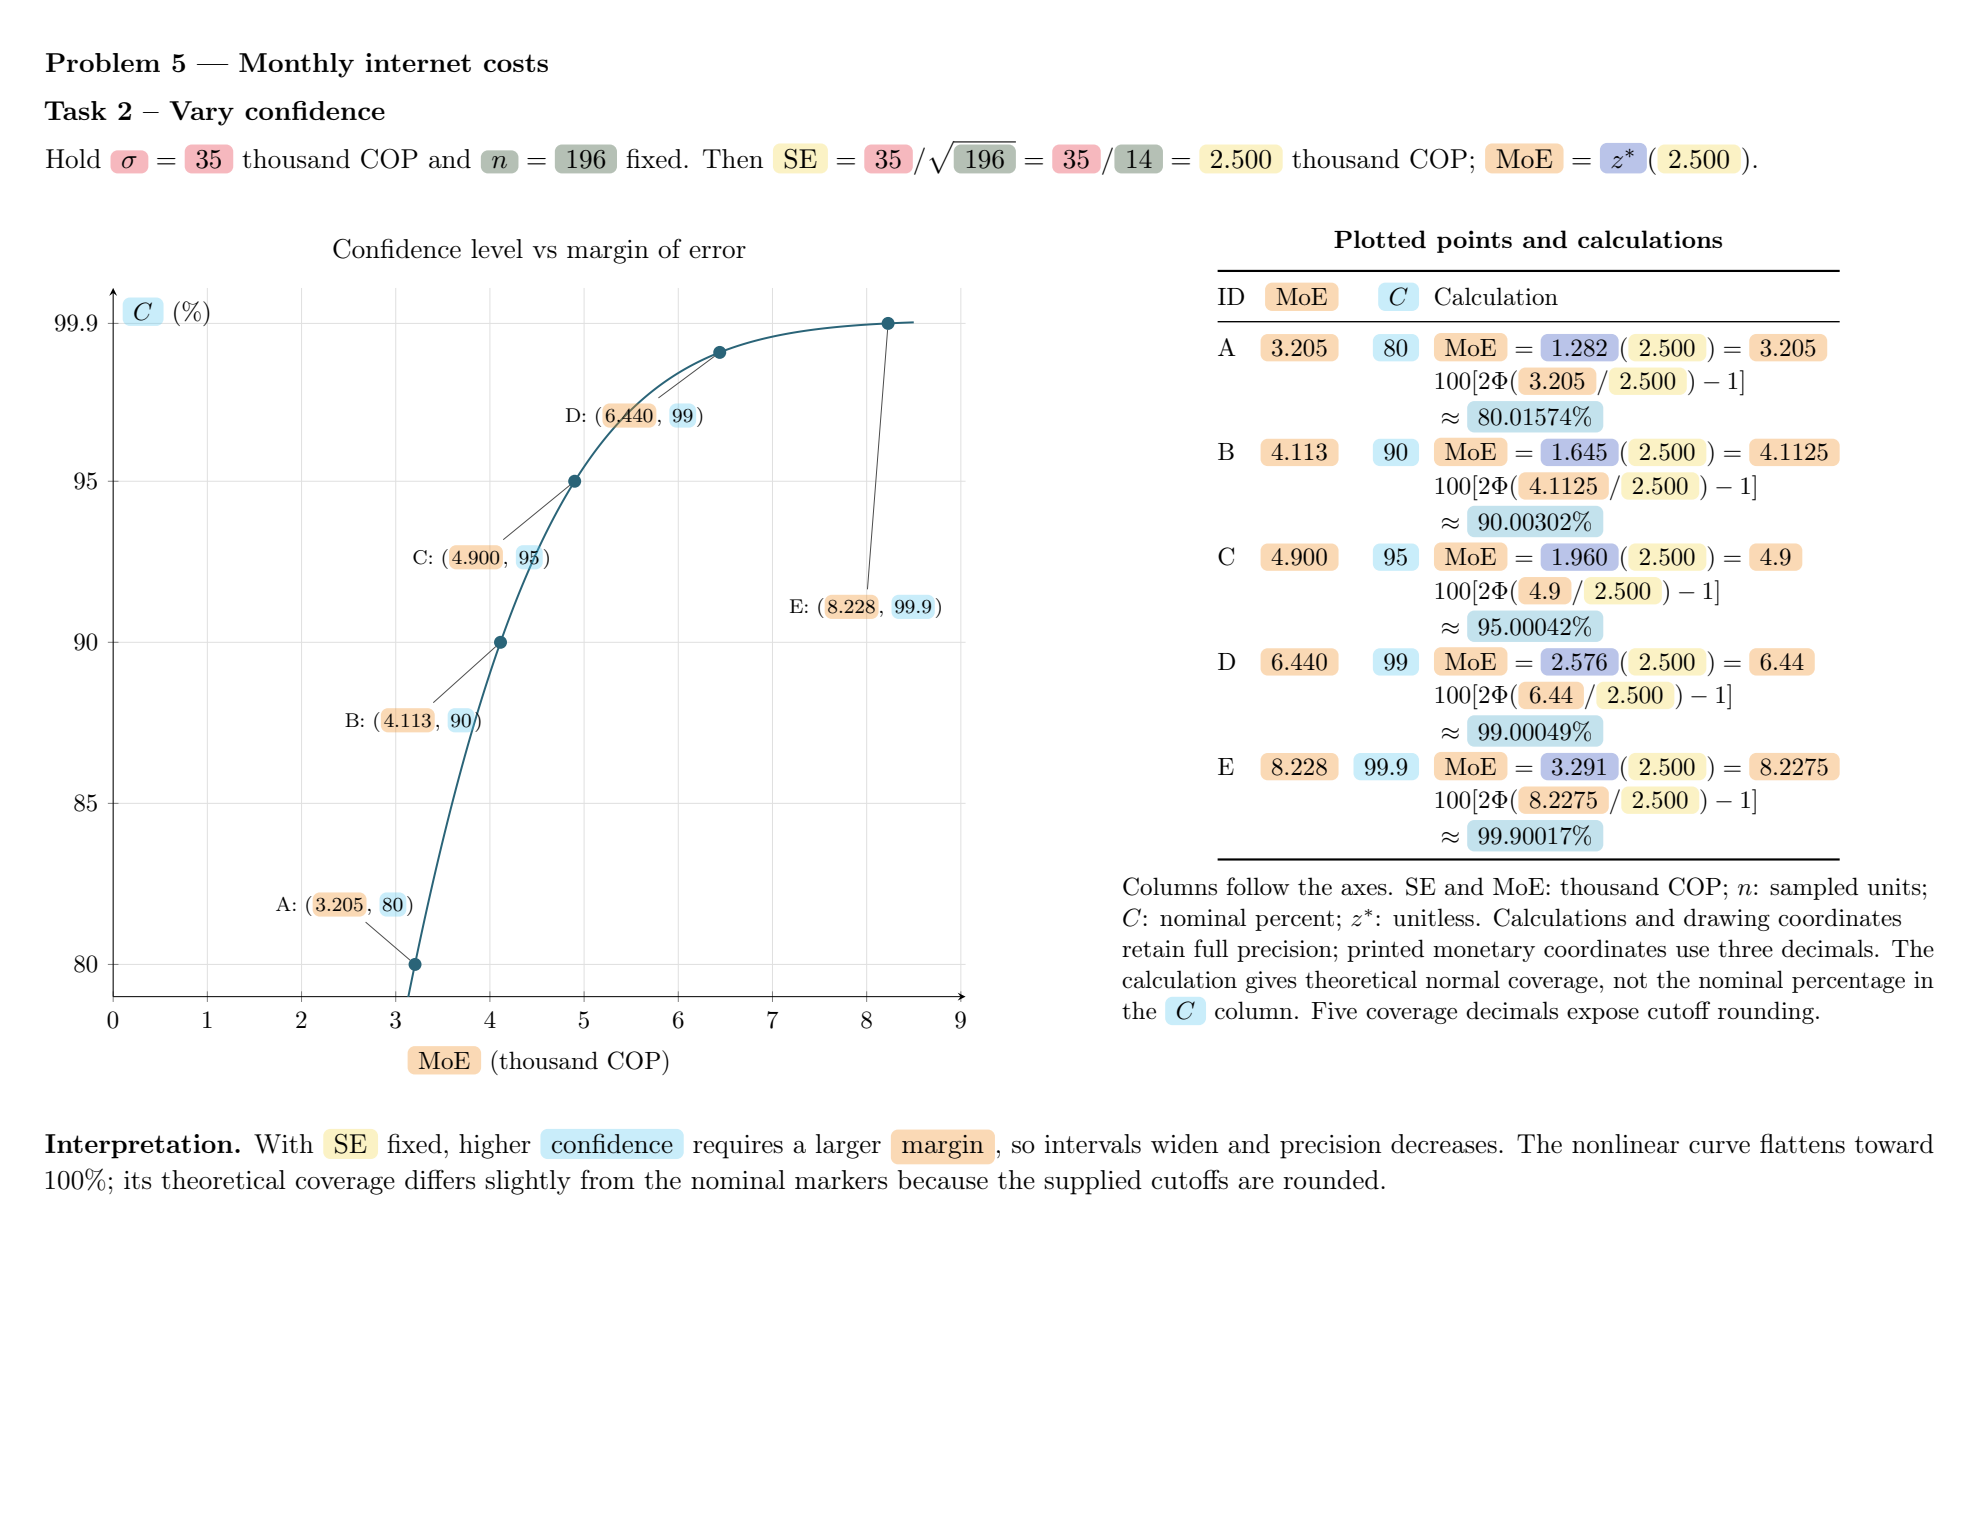 Problem 5 — Monthly internet costs
Task 2 – Vary confidence
Hold σ = 35 thousand COP and n = 196 fixed. Then SE = 35/√196 = 35/14 = 2.500 thousand COP; MoE = z*(2.500).
Confidence level vs margin of error
C (%)
99.9
95
90
85
80
D: (6.440, 99)
C: (4.900, 95)
E: (8.228, 99.9)
B: (4.113, 90)
A: (3.205, 80)
0 1 2 3 4 5 6 7 8 9
MoE (thousand COP)
Plotted points and calculations
ID MoE C Calculation
A 3.205 80 MoE = 1.282(2.500) = 3.205
100[2Φ(3.205/2.500) − 1]
≈ 80.01574%
B 4.113 90 MoE = 1.645(2.500) = 4.1125
100[2Φ(4.1125/2.500) − 1]
≈ 90.00302%
C 4.900 95 MoE = 1.960(2.500) = 4.9
100[2Φ(4.9/2.500) − 1]
≈ 95.00042%
D 6.440 99 MoE = 2.576(2.500) = 6.44
100[2Φ(6.44/2.500) − 1]
≈ 99.00049%
E 8.228 99.9 MoE = 3.291(2.500) = 8.2275
100[2Φ(8.2275/2.500) − 1]
≈ 99.90017%
Columns follow the axes. SE and MoE: thousand COP; n: sampled units;
C: nominal percent; z*: unitless. Calculations and drawing coordinates
retain full precision; printed monetary coordinates use three decimals. The
calculation gives theoretical normal coverage, not the nominal percentage in
the C column. Five coverage decimals expose cutoff rounding.
Interpretation. With SE fixed, higher confidence requires a larger margin, so intervals widen and precision decreases. The nonlinear curve flattens toward
100%; its theoretical coverage differs slightly from the nominal markers because the supplied cutoffs are rounded.